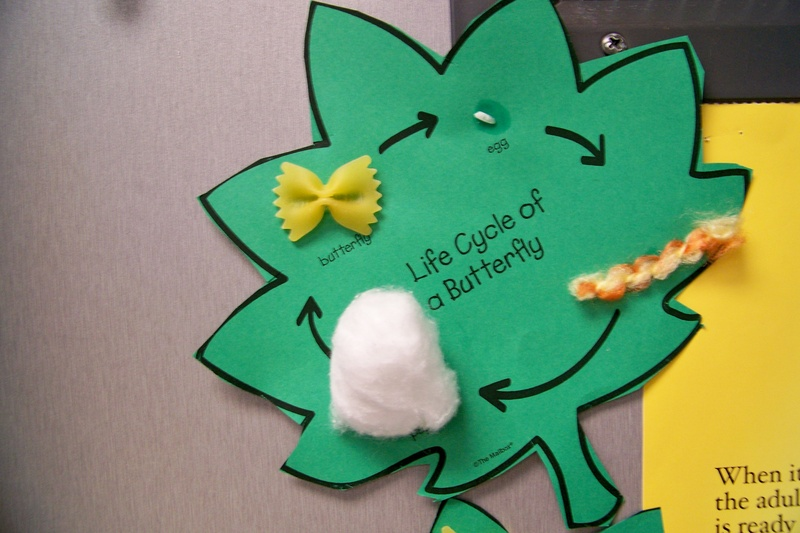 egg
butterfly
Life Cycle of
a Butterfly
©The Mailbox®
When it
the adul
is ready